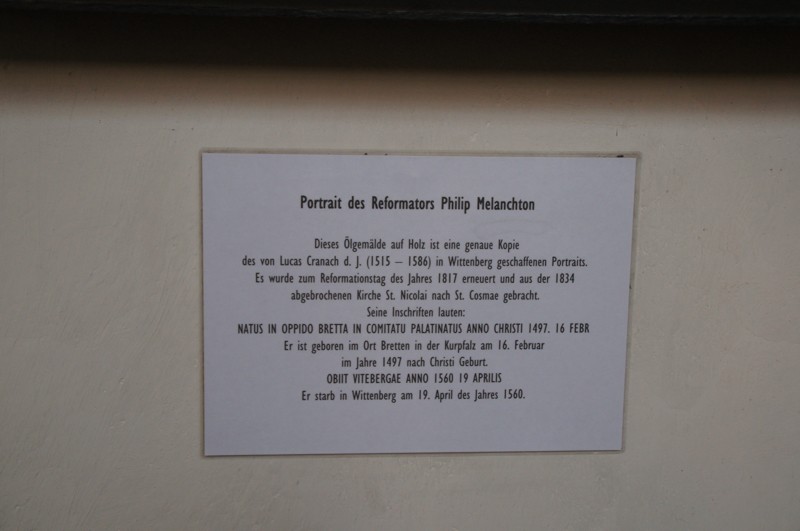 Portrait des Reformators Philip Melanchton
Dieses Ölgemälde auf Holz ist eine genaue Kopie
des von Lucas Cranach d. J. (1515 – 1586) in Wittenberg geschaffenen Portraits.
Es wurde zum Reformationstag des Jahres 1817 erneuert und aus der 1834
abgebrochenen Kirche St. Nicolai nach St. Cosmae gebracht.
Seine Inschriften lauten:
NATUS IN OPPIDO BRETTA IN COMITATU PALATINATUS ANNO CHRISTI 1497. 16 FEBR
Er ist geboren im Ort Bretten in der Kurpfalz am 16. Februar
im Jahre 1497 nach Christi Geburt.
OBIIT VITEBERGAE ANNO 1560 19 APRILIS
Er starb in Wittenberg am 19. April des Jahres 1560.